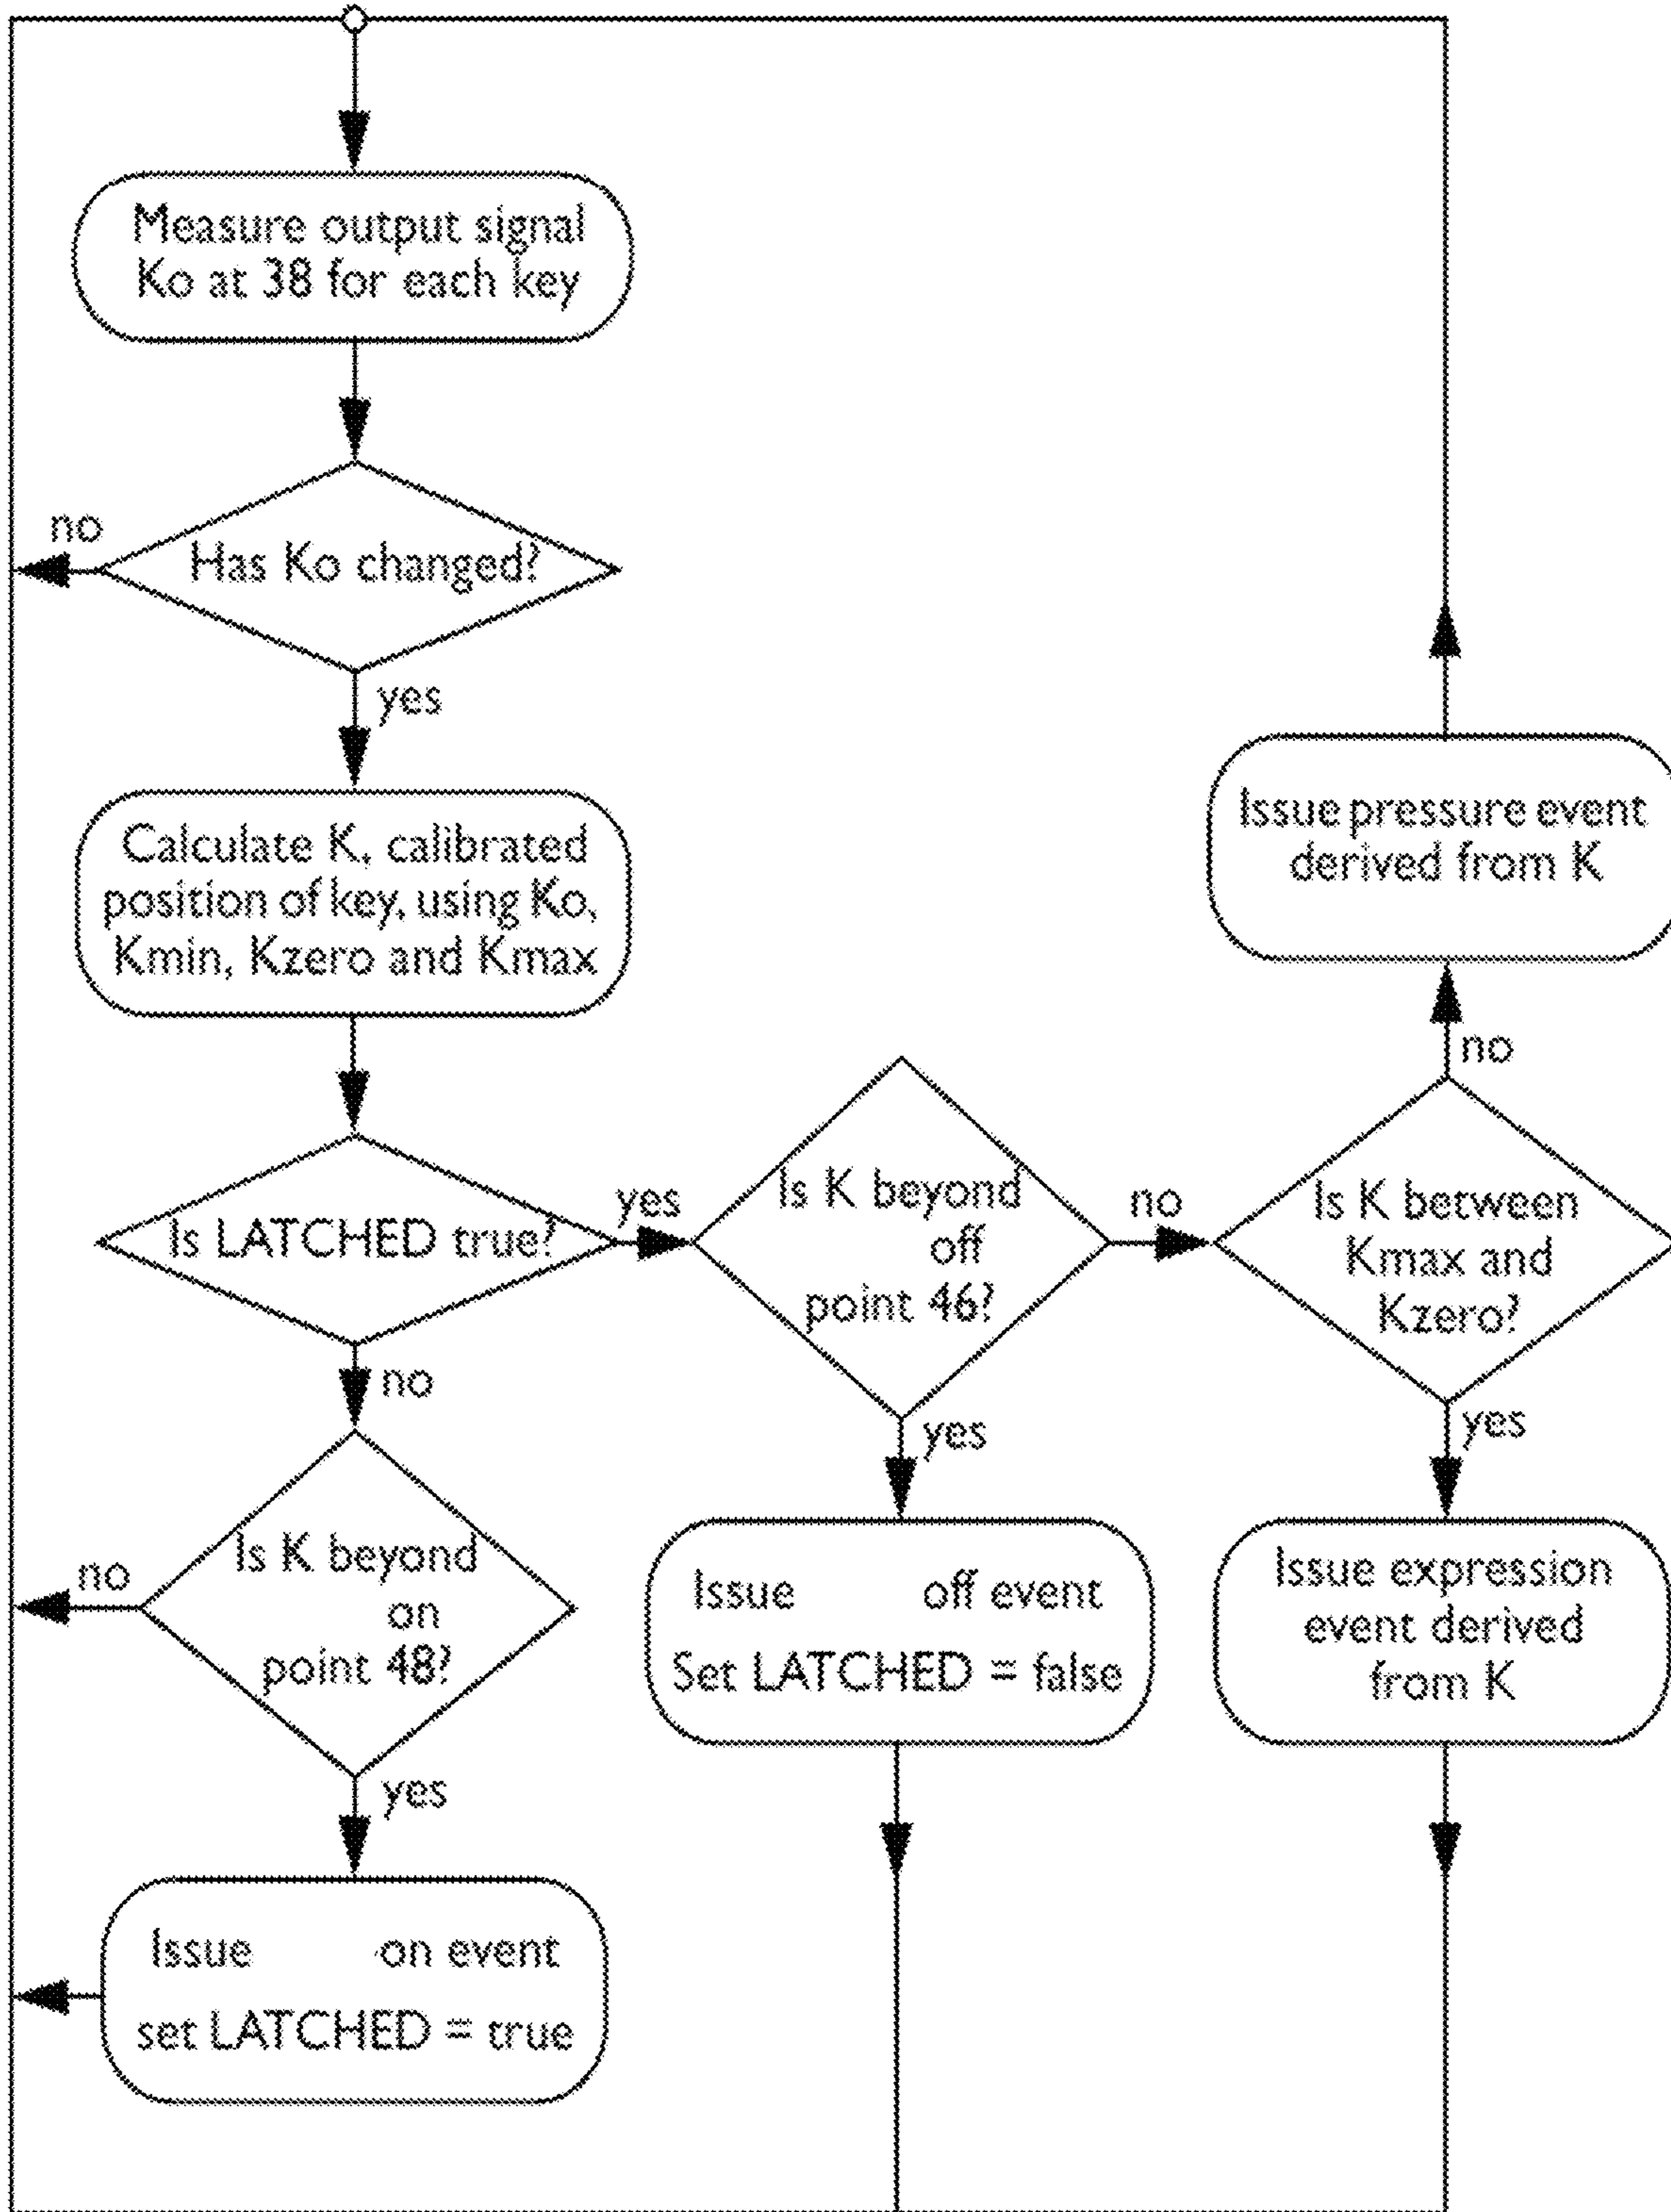 Measure output signal
Ko at 38 for each key
no
Has Ko changed?
yes
Calculate K, calibrated
position of key, using Ko,
Kmin, Kzero and Kmax
Issue pressure event
derived from K
no
Is LATCHED true?
yes
Is K beyond
off
point 46?
no
Is K between
Kmax and
Kzero?
no
yes
yes
Is K beyond
on
point 48?
no
yes
Issue off event
Set LATCHED = false
Issue expression
event derived
from K
Issue on event
set LATCHED = true